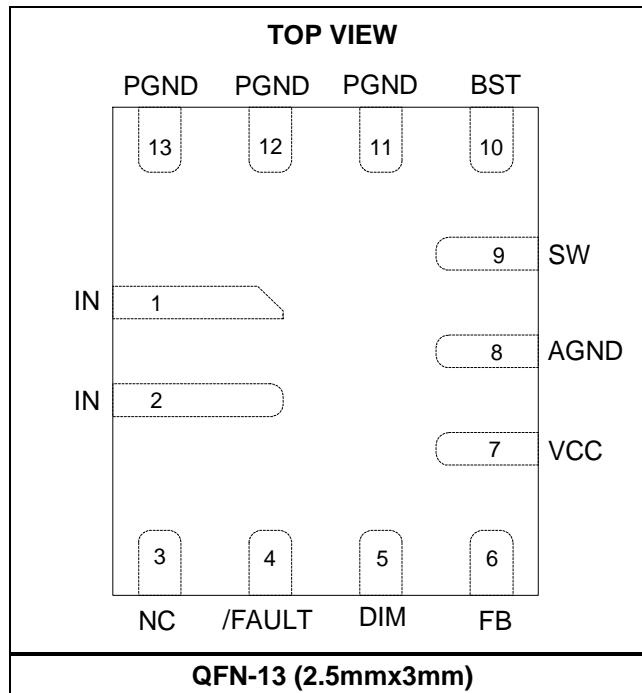 TOP VIEW
PGND PGND PGND BST
13 12 11 10
9 SW
IN 1
8 AGND
IN 2
7 VCC
3 4 5 6
NC /FAULT DIM FB
QFN-13 (2.5mmx3mm)